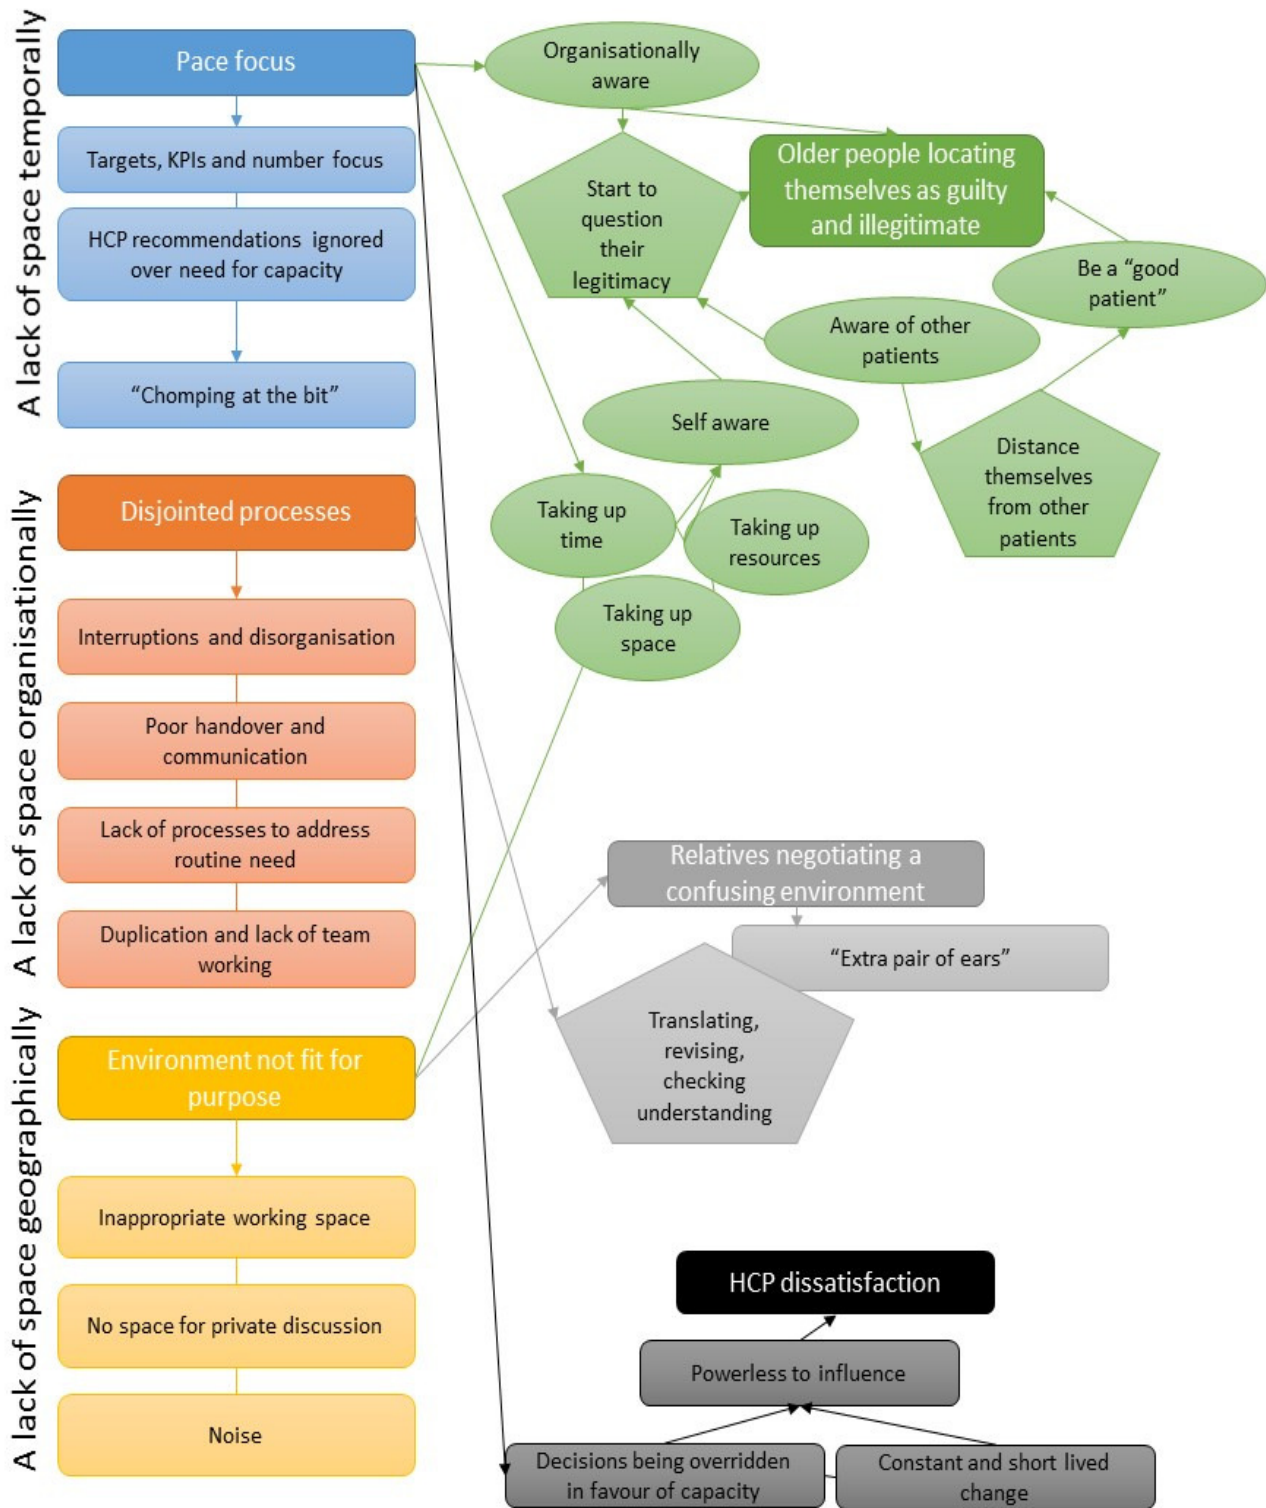 A lack of space temporally
Pace focus
Targets, KPIs and number focus
HCP recommendations ignored
over need for capacity
“Chomping at the bit”
A lack of space organisationally
Disjointed processes
Interruptions and disorganisation
Poor handover and
communication
Lack of processes to address
routine need
Duplication and lack of team
working
A lack of space geographically
Environment not fit for
purpose
Inappropriate working space
No space for private discussion
Noise
Organisationally
aware
Older people locating
themselves as guilty
and illegitimate
Start to
question
their
legitimacy
Be a “good
patient”
Aware of other
patients
Self aware
Distance
themselves
from other
patients
Taking up
time
Taking up
resources
Taking up
space
Relatives negotiating a
confusing environment
“Extra pair of ears”
Translating,
revising,
checking
understanding
HCP dissatisfaction
Powerless to influence
Decisions being overridden
in favour of capacity
Constant and short lived
change